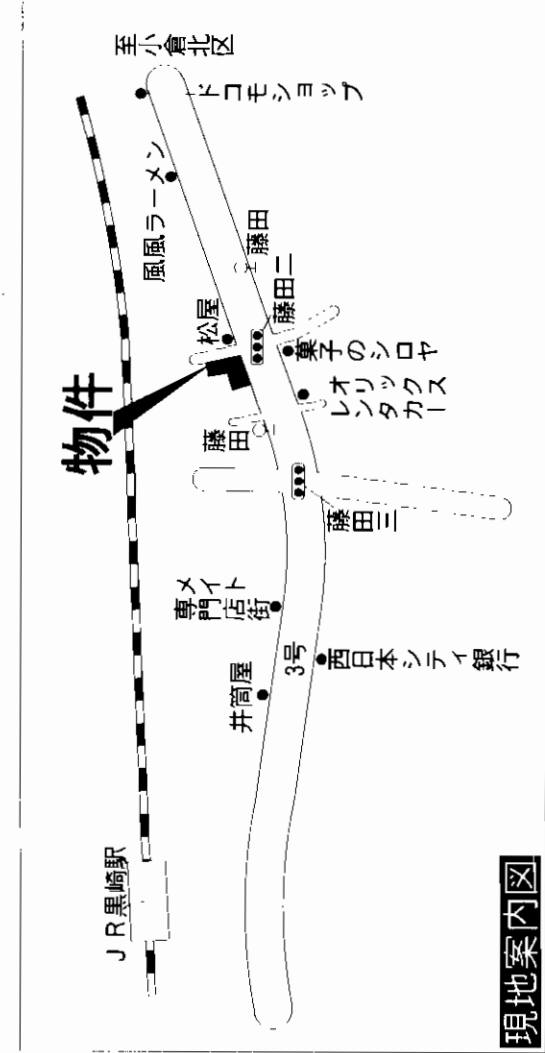 現地案内図
JR黒崎駅
井筒屋
メイト
専門店街
3号
西日本シティ銀行
物件
藤田
藤田三
松屋
藤田二
藤田
オリックス
レンタカー
菓子のシロヤ
風風ラーメン
ドコモショップ
至小倉北区